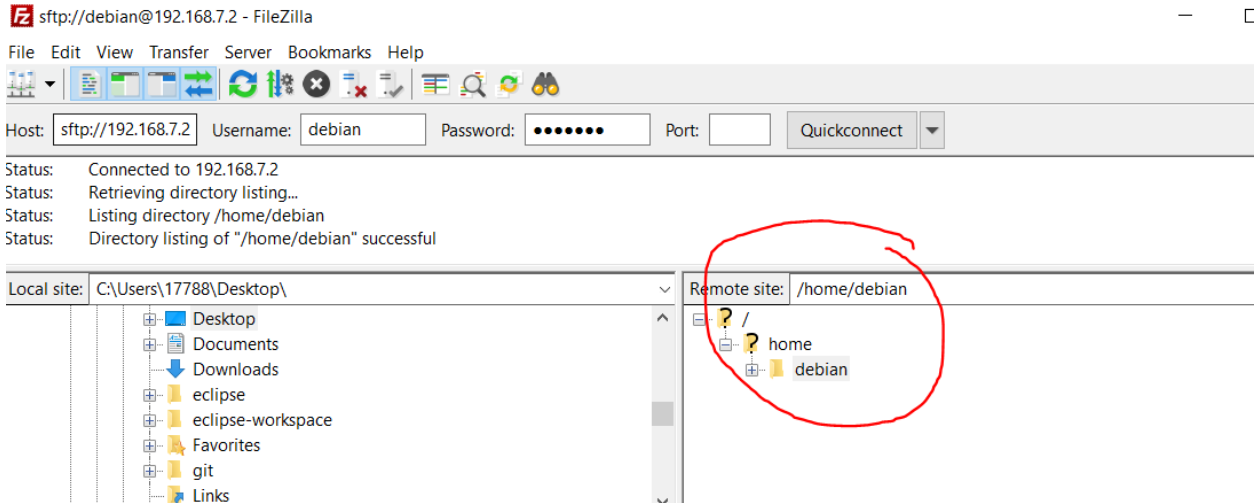 sftp://debian@192.168.7.2 - FileZilla
File Edit View Transfer Server Bookmarks Help
Host: sftp://192.168.7.2 Username: debian Password: ●●●●●●● Port: Quickconnect
Status: Connected to 192.168.7.2
Status: Retrieving directory listing...
Status: Listing directory /home/debian
Status: Directory listing of "/home/debian" successful
Local site: C:\Users\17788\Desktop\
Desktop
Documents
Downloads
eclipse
eclipse-workspace
Favorites
git
Links
Remote site: /home/debian
? /
? home
debian